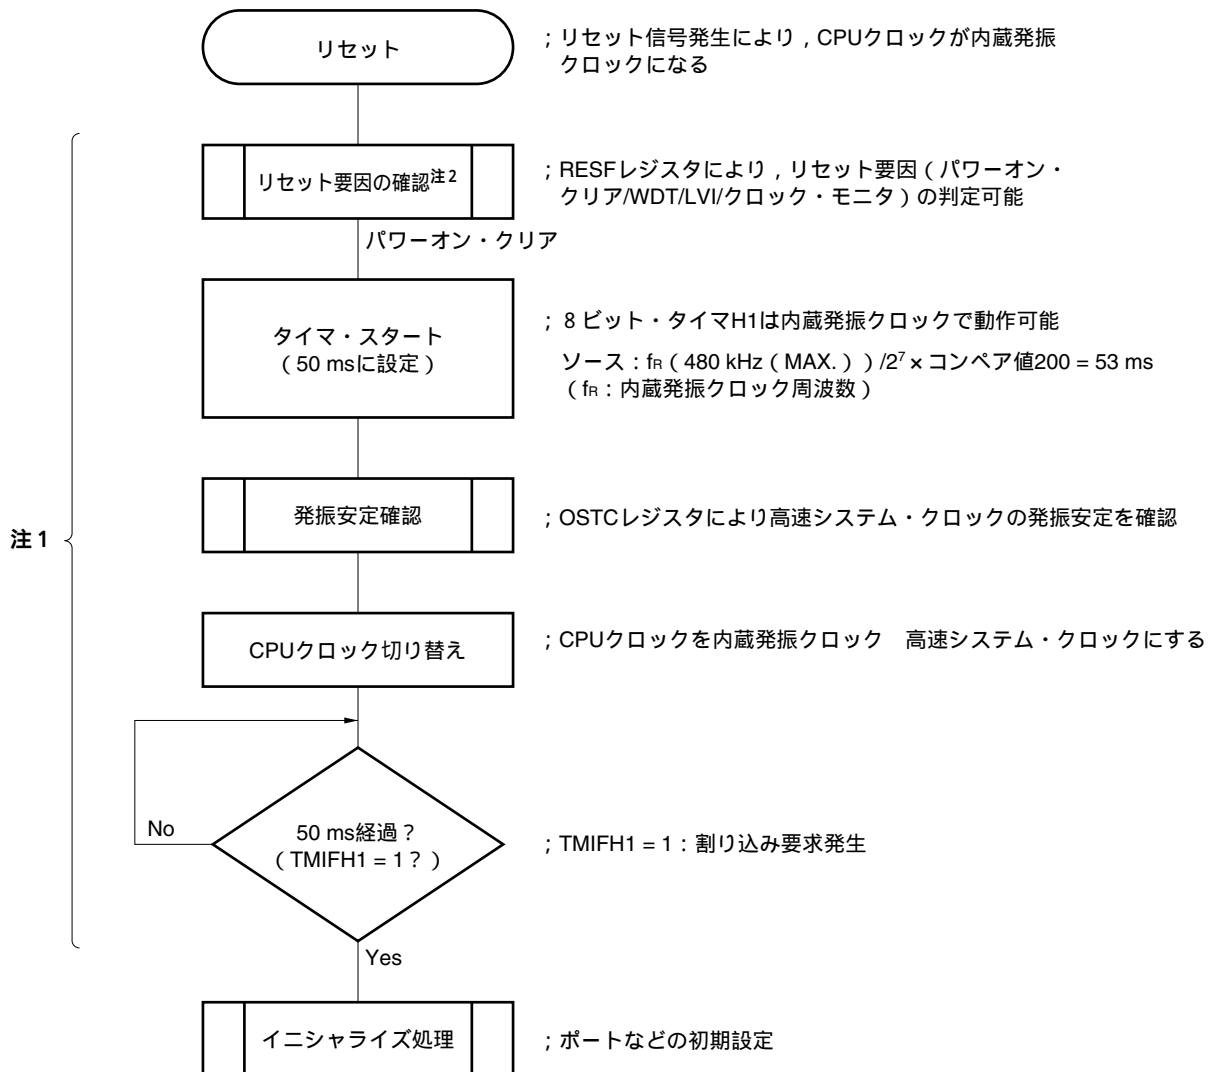 リセット
；リセット信号発生により，CPUクロックが内蔵発振
クロックになる
リセット要因の確認注2
；RESFレジスタにより，リセット要因（パワーオン・
クリア/WDT/LVI/クロック・モニタ）の判定可能
パワーオン・クリア
タイマ・スタート
（50 msに設定）
；8ビット・タイマH1は内蔵発振クロックで動作可能
ソース：fR（480 kHz（MAX.））/2⁷×コンペア値200 = 53 ms
（fR：内蔵発振クロック周波数）
注1
発振安定確認
；OSTCレジスタにより高速システム・クロックの発振安定を確認
CPUクロック切り替え
；CPUクロックを内蔵発振クロック　高速システム・クロックにする
No
50 ms経過？
（TMIFH1 = 1？）
；TMIFH1 = 1：割り込み要求発生
Yes
イニシャライズ処理
；ポートなどの初期設定